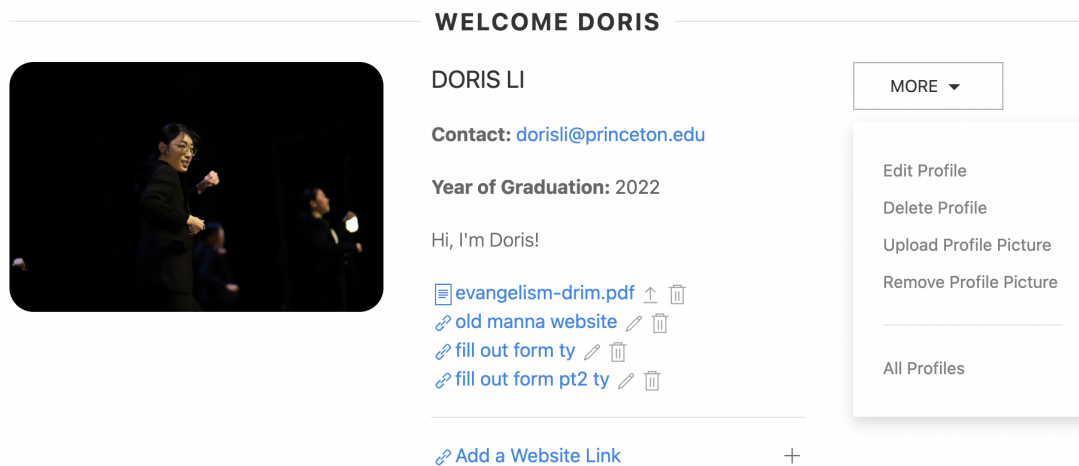 WELCOME DORIS
DORIS LI
Contact: dorisli@princeton.edu
Year of Graduation: 2022
Hi, I'm Doris!
evangelism-drim.pdf
old manna website
fill out form ty
fill out form pt2 ty
Add a Website Link
MORE
Edit Profile
Delete Profile
Upload Profile Picture
Remove Profile Picture
All Profiles